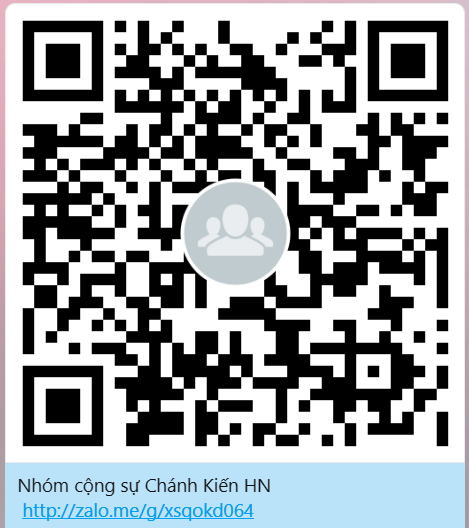 Nhóm cộng sự Chánh Kiến HN
http://zalo.me/g/xsqokd064